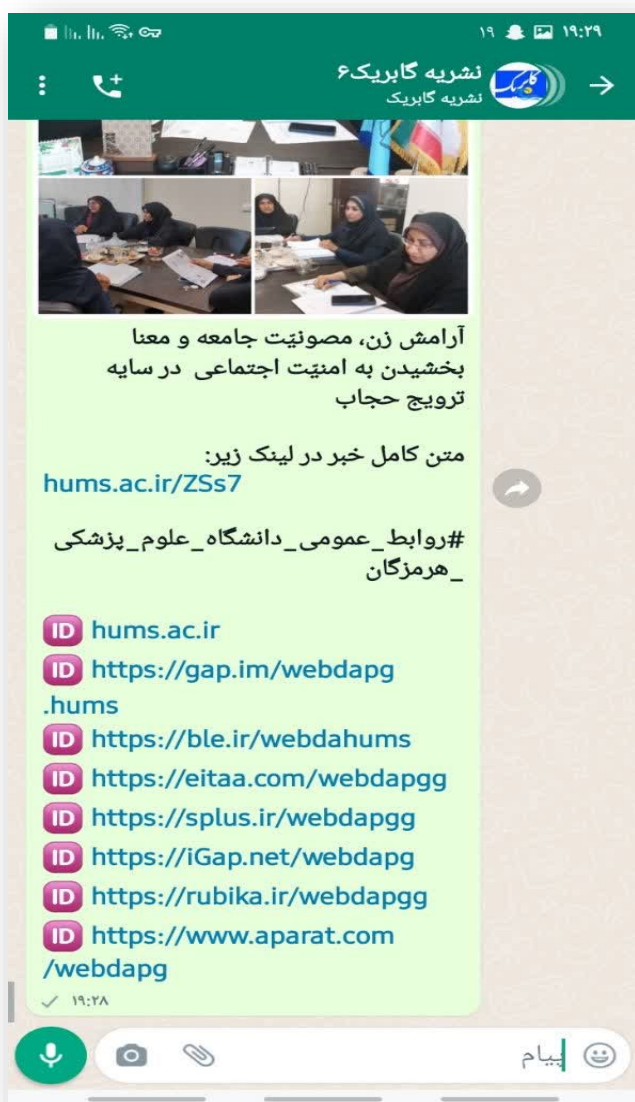 ۱۹:۲۹ ۱۹
نشریه گابریک۶
نشریه گابریک
گابریک
آرامش زن، مصونیّت جامعه و معنا
بخشیدن به امنیّت اجتماعی در سایه
ترویج حجاب
متن کامل خبر در لینک زیر:
hums.ac.ir/ZSs7
#روابط_عمومی_دانشگاه_علوم_پزشکی
_هرمزگان
ID hums.ac.ir
ID https://gap.im/webdapg
.hums
ID https://ble.ir/webdahums
ID https://eitaa.com/webdapgg
ID https://splus.ir/webdapgg
ID https://iGap.net/webdapg
ID https://rubika.ir/webdapgg
ID https://www.aparat.com
/webdapg
۱۹:۲۸
پیام